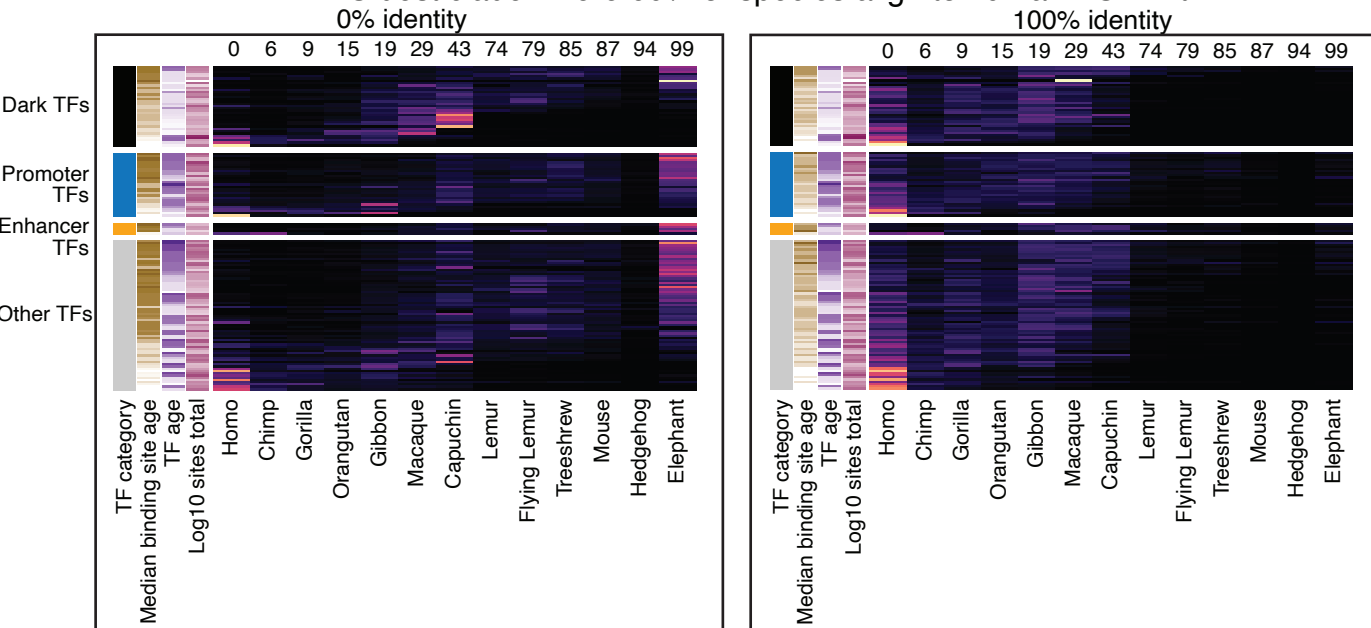 0% identity
100% identity
0 6 9 15 19 29 43 74 79 85 87 94 99
0 6 9 15 19 29 43 74 79 85 87 94 99
Dark TFs
Promoter
TFs
Enhancer
TFs
Other TFs
TF category
Median binding site age
TF age
Log10 sites total
Homo
Chimp
Gorilla
Orangutan
Gibbon
Macaque
Capuchin
Lemur
Flying Lemur
Treeshrew
Mouse
Hedgehog
Elephant
TF category
Median binding site age
TF age
Log10 sites total
Homo
Chimp
Gorilla
Orangutan
Gibbon
Macaque
Capuchin
Lemur
Flying Lemur
Treeshrew
Mouse
Hedgehog
Elephant